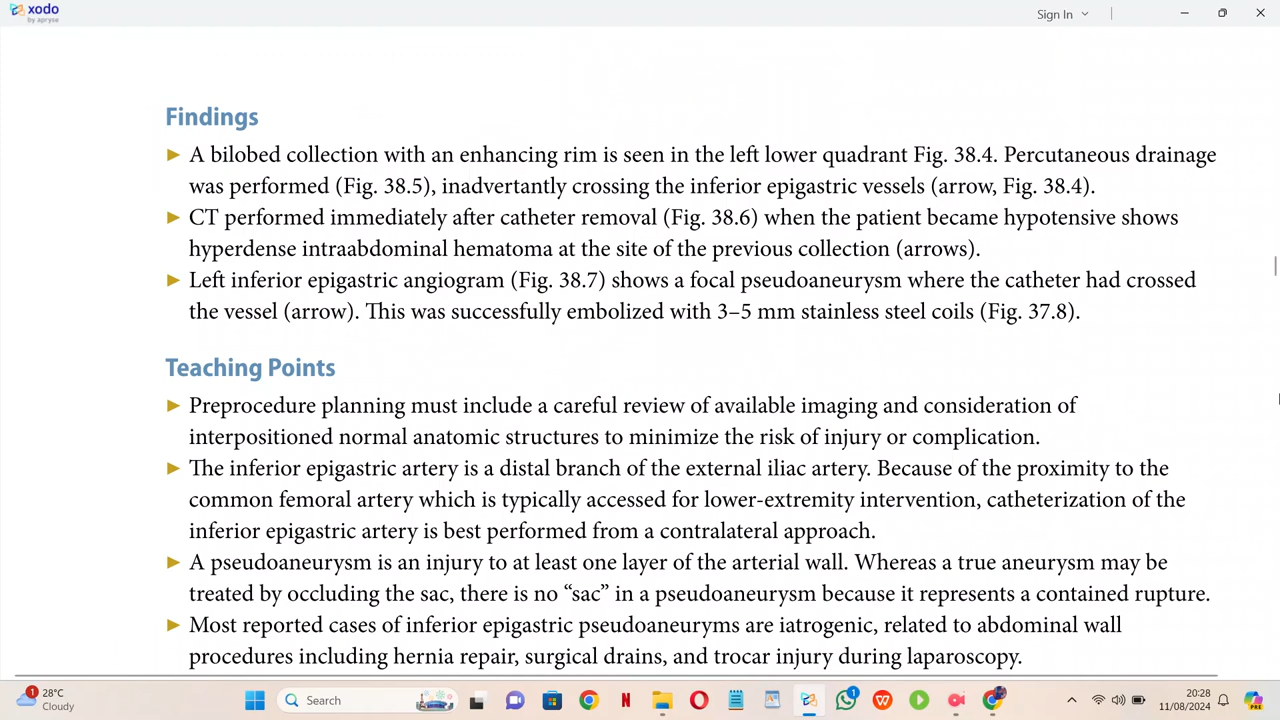 xodo
by apryse
Sign In
Findings
► A bilobed collection with an enhancing rim is seen in the left lower quadrant Fig. 38.4. Percutaneous drainage
was performed (Fig. 38.5), inadvertantly crossing the inferior epigastric vessels (arrow, Fig. 38.4).
► CT performed immediately after catheter removal (Fig. 38.6) when the patient became hypotensive shows
hyperdense intraabdominal hematoma at the site of the previous collection (arrows).
► Left inferior epigastric angiogram (Fig. 38.7) shows a focal pseudoaneurysm where the catheter had crossed
the vessel (arrow). This was successfully embolized with 3–5 mm stainless steel coils (Fig. 37.8).
Teaching Points
► Preprocedure planning must include a careful review of available imaging and consideration of
interpositioned normal anatomic structures to minimize the risk of injury or complication.
► The inferior epigastric artery is a distal branch of the external iliac artery. Because of the proximity to the
common femoral artery which is typically accessed for lower-extremity intervention, catheterization of the
inferior epigastric artery is best performed from a contralateral approach.
► A pseudoaneurysm is an injury to at least one layer of the arterial wall. Whereas a true aneurysm may be
treated by occluding the sac, there is no “sac” in a pseudoaneurysm because it represents a contained rupture.
► Most reported cases of inferior epigastric pseudoaneuryms are iatrogenic, related to abdominal wall
procedures including hernia repair, surgical drains, and trocar injury during laparoscopy.
1
28°C
Cloudy
Search
1
20:28
11/08/2024
PRE